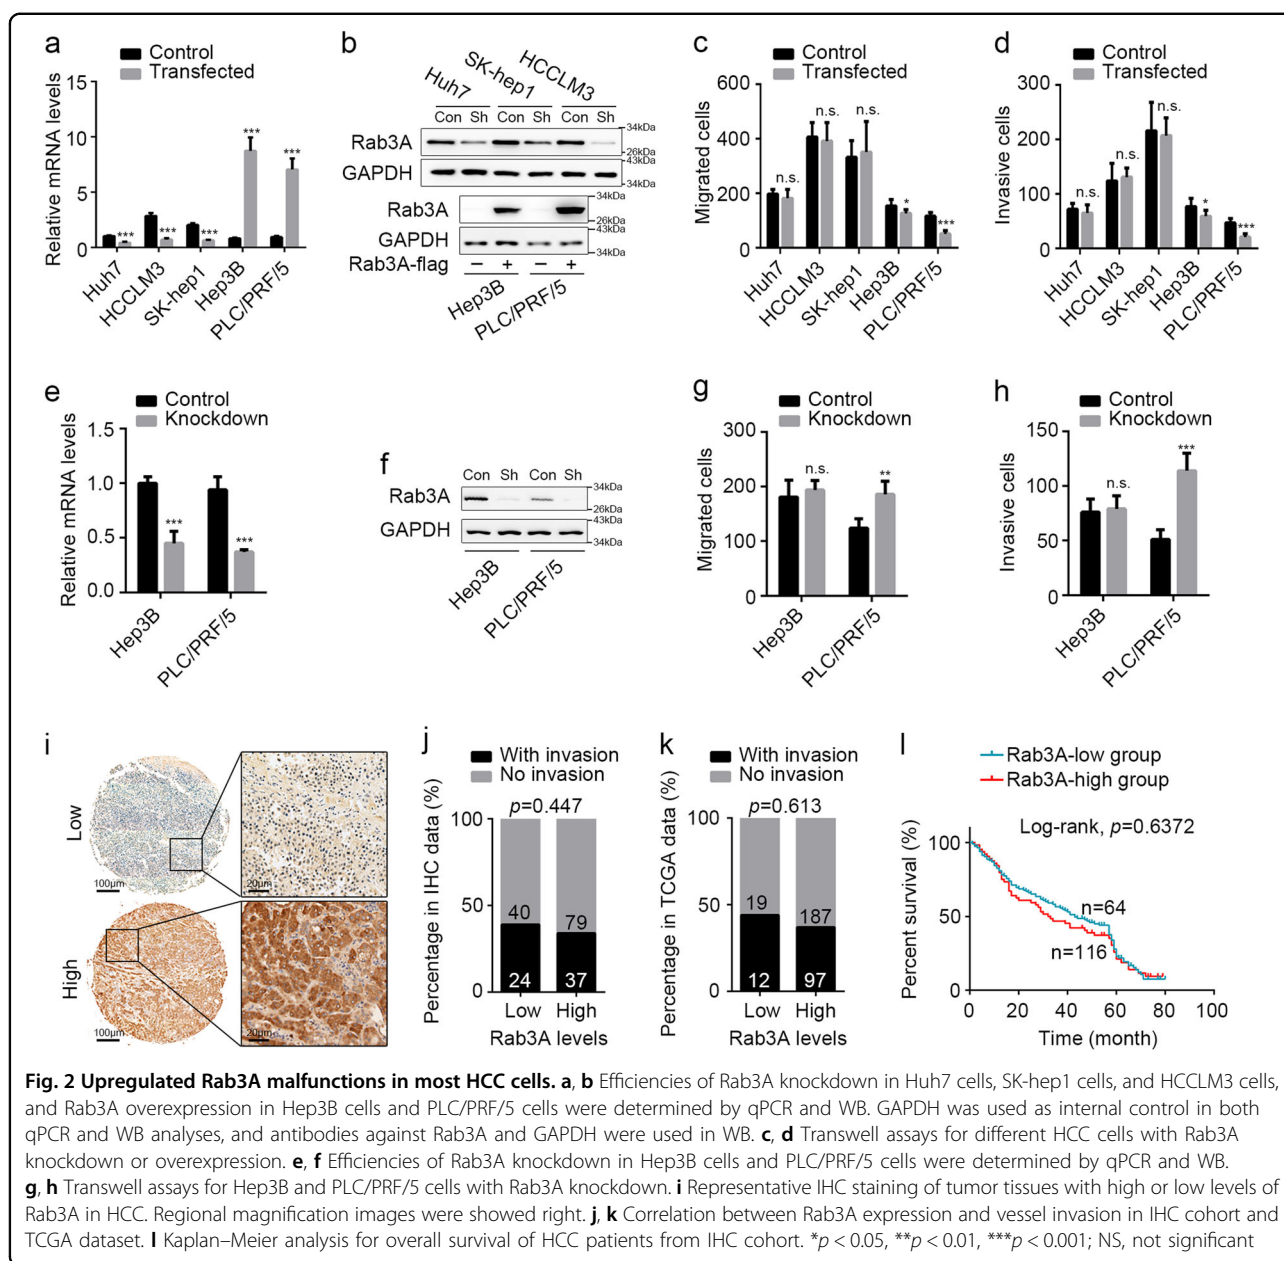 a
Control
Transfected
Relative mRNA levels
15
10
5
0
***
***
***
***
***
Huh7
HCCLM3
SK-hep1
Hep3B
PLC/PRF/5
b
Huh7
SK-hep1
HCCLM3
Con Sh Con Sh Con Sh
Rab3A
34kDa
26kDa
GAPDH
43kDa
34kDa
Rab3A
34kDa
26kDa
GAPDH
43kDa
34kDa
Rab3A-flag − + − +
Hep3B
PLC/PRF/5
c
Control
Transfected
Migrated cells
600
400
200
0
n.s.
n.s.
n.s.
*
***
Huh7
HCCLM3
SK-hep1
Hep3B
PLC/PRF/5
d
Control
Transfected
Invasive cells
300
200
100
0
n.s.
n.s.
n.s.
*
***
Huh7
HCCLM3
SK-hep1
Hep3B
PLC/PRF/5
e
Control
Knockdown
Relative mRNA levels
1.5
1.0
0.5
0.0
***
***
Hep3B
PLC/PRF/5
f
Con Sh Con Sh
Rab3A
34kDa
26kDa
GAPDH
43kDa
34kDa
Hep3B
PLC/PRF/5
g
Control
Knockdown
Migrated cells
300
200
100
0
n.s.
**
Hep3B
PLC/PRF/5
h
Control
Knockdown
Invasive cells
150
100
50
0
n.s.
***
Hep3B
PLC/PRF/5
i
Low
100μm
20μm
High
100μm
20μm
j
With invasion
No invasion
p=0.447
Percentage in IHC data (%)
100
50
0
40
79
24
37
Low High
Rab3A levels
k
With invasion
No invasion
p=0.613
Percentage in TCGA data (%)
100
50
0
19
187
12
97
Low High
Rab3A levels
l
Rab3A-low group
Rab3A-high group
Log-rank, p=0.6372
Percent survival (%)
100
50
0
n=64
n=116
0 20 40 60 80 100
Time (month)
Fig. 2 Upregulated Rab3A malfunctions in most HCC cells. a, b Efficiencies of Rab3A knockdown in Huh7 cells, SK-hep1 cells, and HCCLM3 cells,
and Rab3A overexpression in Hep3B cells and PLC/PRF/5 cells were determined by qPCR and WB. GAPDH was used as internal control in both
qPCR and WB analyses, and antibodies against Rab3A and GAPDH were used in WB. c, d Transwell assays for different HCC cells with Rab3A
knockdown or overexpression. e, f Efficiencies of Rab3A knockdown in Hep3B cells and PLC/PRF/5 cells were determined by qPCR and WB.
g, h Transwell assays for Hep3B and PLC/PRF/5 cells with Rab3A knockdown. i Representative IHC staining of tumor tissues with high or low levels of
Rab3A in HCC. Regional magnification images were showed right. j, k Correlation between Rab3A expression and vessel invasion in IHC cohort and
TCGA dataset. l Kaplan–Meier analysis for overall survival of HCC patients from IHC cohort. *p < 0.05, **p < 0.01, ***p < 0.001; NS, not significant